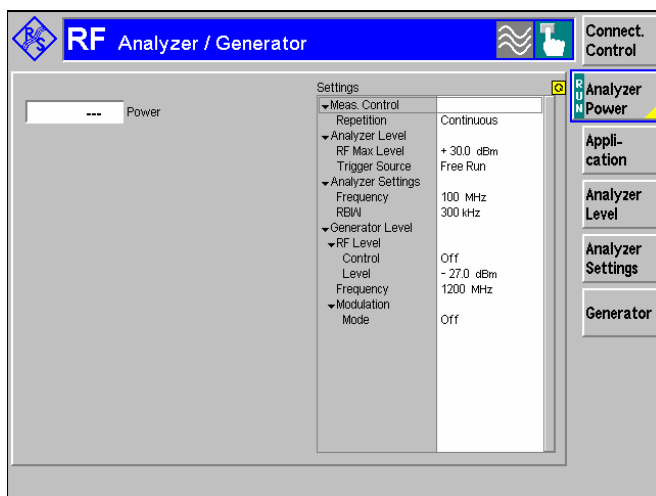 R S
RF Analyzer / Generator
Connect.
Control
--- Power
Settings
Meas. Control
Repetition Continuous
Analyzer Level
RF Max Level + 30.0 dBm
Trigger Source Free Run
Analyzer Settings
Frequency 100 MHz
RBW 300 kHz
Generator Level
RF Level
Control Off
Level - 27.0 dBm
Frequency 1200 MHz
Modulation
Mode Off
RUN
Analyzer
Power
Appli-
cation
Analyzer
Level
Analyzer
Settings
Generator